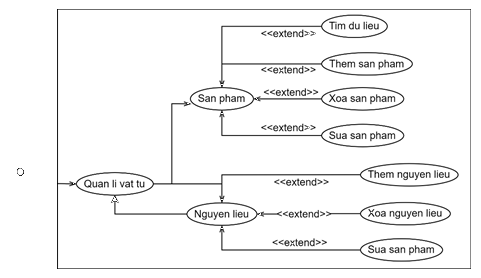 Tim du lieu
<<extend>>
Them san pham
<<extend>>
San pham
<<extend>>
Xoa san pham
<<extend>>
Sua san pham
Quan li vat tu
Them nguyen lieu
<<extend>>
Nguyen lieu
<<extend>>
Xoa nguyen lieu
<<extend>>
Sua san pham